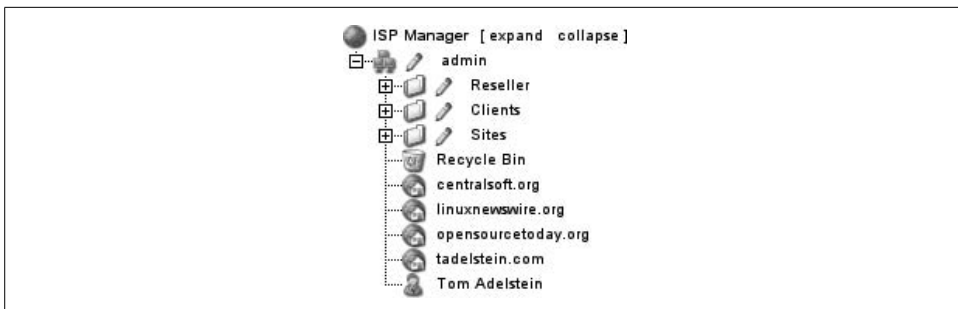 ISP Manager [expand collapse]
admin
Reseller
Clients
Sites
Recycle Bin
centralsoft.org
linuxnewswire.org
opensourcetoday.org
tadelstein.com
Tom Adelstein